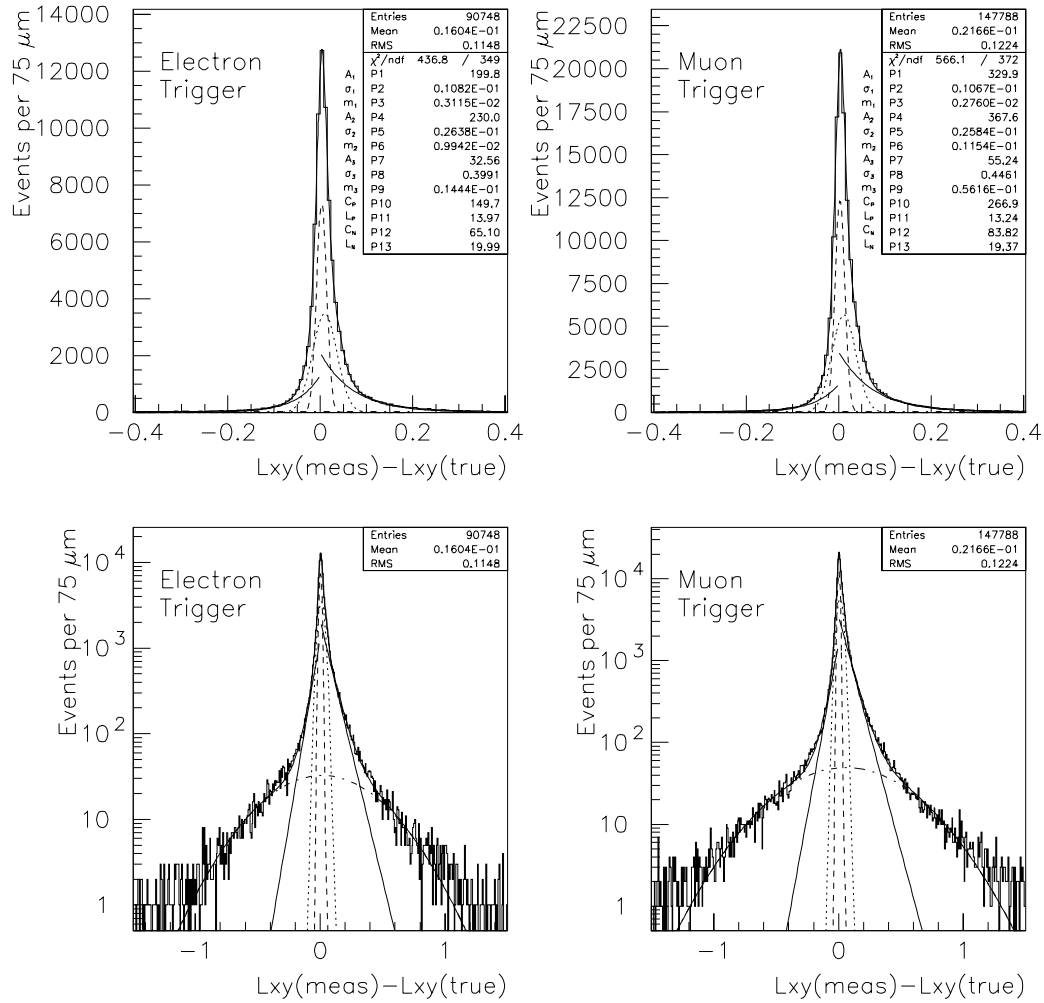 Electron
Trigger
Events per 75 μm
14000
12000
10000
8000
6000
4000
2000
0
−0.4 −0.2 0 0.2 0.4
Lxy(meas)−Lxy(true)
Entries 90748
Mean 0.1604E−01
RMS 0.1148
χ²/ndf 436.8 / 349
A₁ P1 199.8
σ₁ P2 0.1082E−01
m₁ P3 0.3115E−02
A₂ P4 230.0
σ₂ P5 0.2638E−01
m₂ P6 0.9942E−02
A₃ P7 32.56
σ₃ P8 0.3991
m₃ P9 0.1444E−01
Cₚ P10 149.7
Lₚ P11 13.97
C_N P12 65.10
L_N P13 19.99
Muon
Trigger
Events per 75 μm
22500
20000
17500
15000
12500
10000
7500
5000
2500
0
−0.4 −0.2 0 0.2 0.4
Lxy(meas)−Lxy(true)
Entries 147788
Mean 0.2166E−01
RMS 0.1224
χ²/ndf 566.1 / 372
A₁ P1 329.9
σ₁ P2 0.1067E−01
m₁ P3 0.2760E−02
A₂ P4 367.6
σ₂ P5 0.2584E−01
m₂ P6 0.1154E−01
A₃ P7 55.24
σ₃ P8 0.4461
m₃ P9 0.5616E−01
Cₚ P10 266.9
Lₚ P11 13.24
C_N P12 83.82
L_N P13 19.37
Electron
Trigger
Events per 75 μm
10⁴
10³
10²
10
1
−1 0 1
Lxy(meas)−Lxy(true)
Entries 90748
Mean 0.1604E−01
RMS 0.1148
Muon
Trigger
Events per 75 μm
10⁴
10³
10²
10
1
−1 0 1
Lxy(meas)−Lxy(true)
Entries 147788
Mean 0.2166E−01
RMS 0.1224